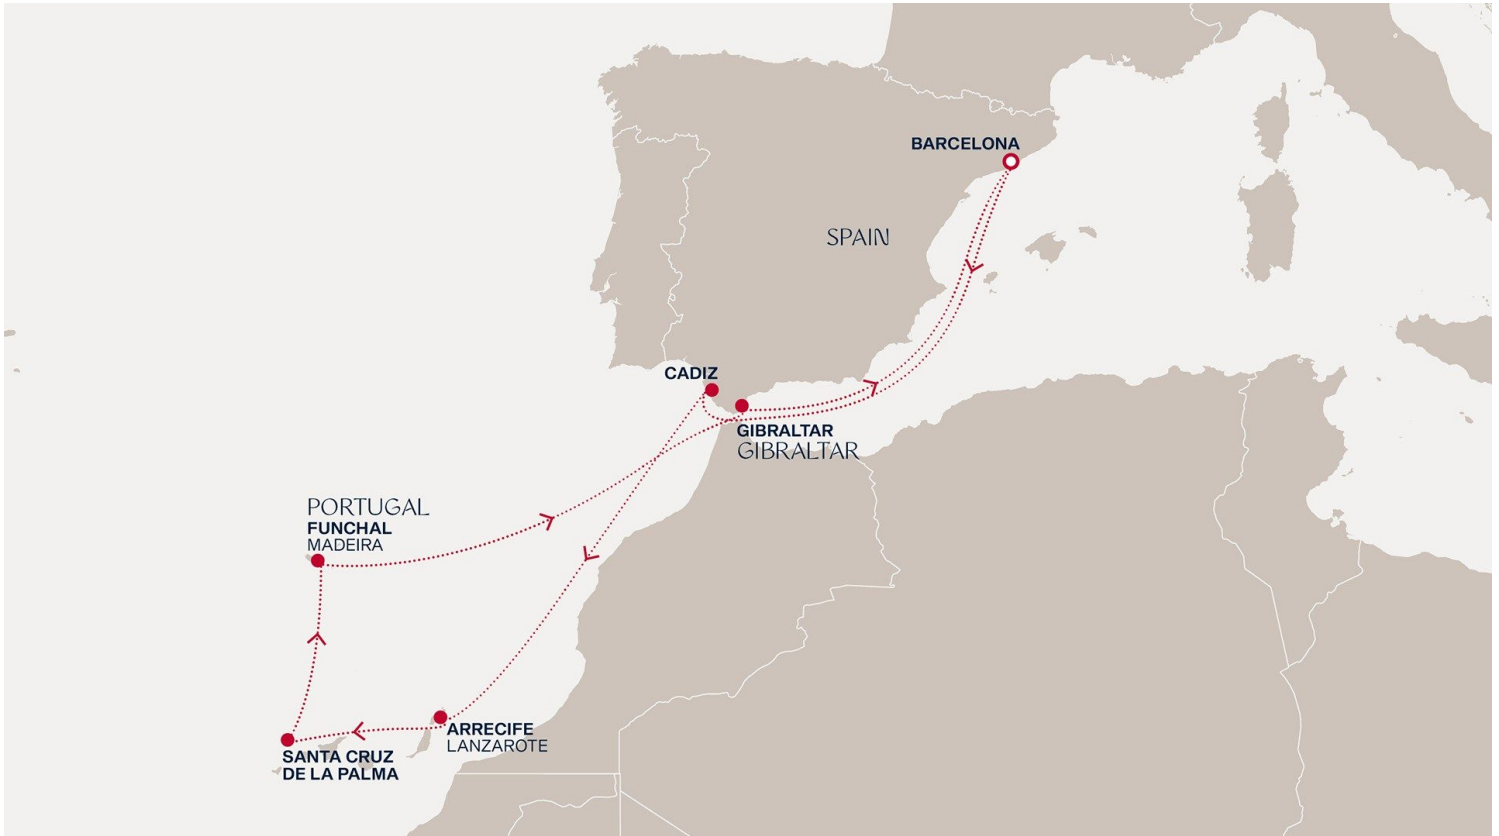 BARCELONA
SPAIN
CADIZ
GIBRALTAR
GIBRALTAR
PORTUGAL
FUNCHAL
MADEIRA
ARRECIFE
LANZAROTE
SANTA CRUZ
DE LA PALMA